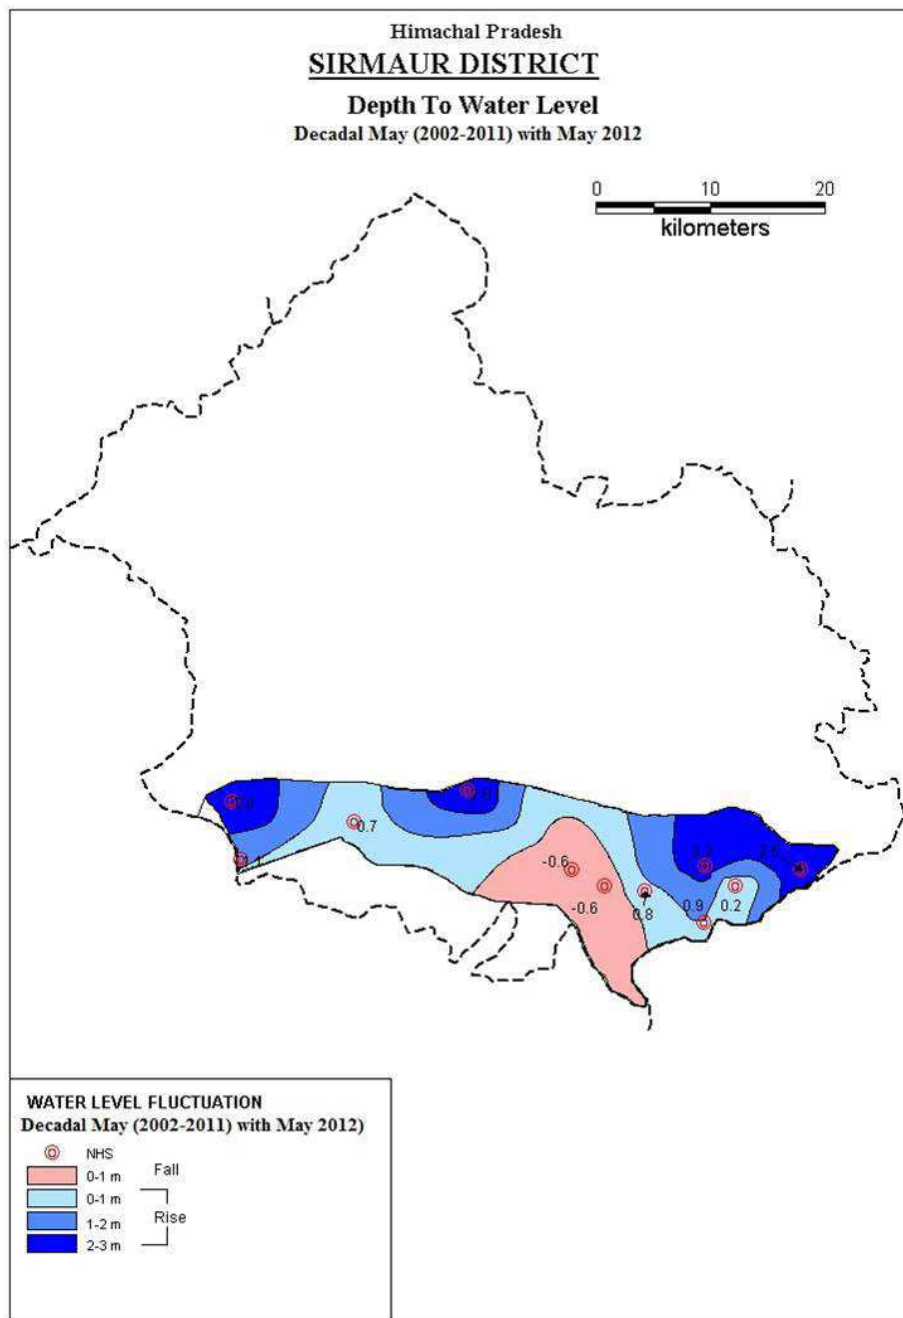 Himachal Pradesh
SIRMAUR DISTRICT
Depth To Water Level
Decadal May (2002-2011) with May 2012
0 10 20
kilometers
0.7
-0.6
-0.6
0.8
0.9
0.2
WATER LEVEL FLUCTUATION
Decadal May (2002-2011) with May 2012)
NHS
0-1 m Fall
0-1 m
Rise
1-2 m
2-3 m